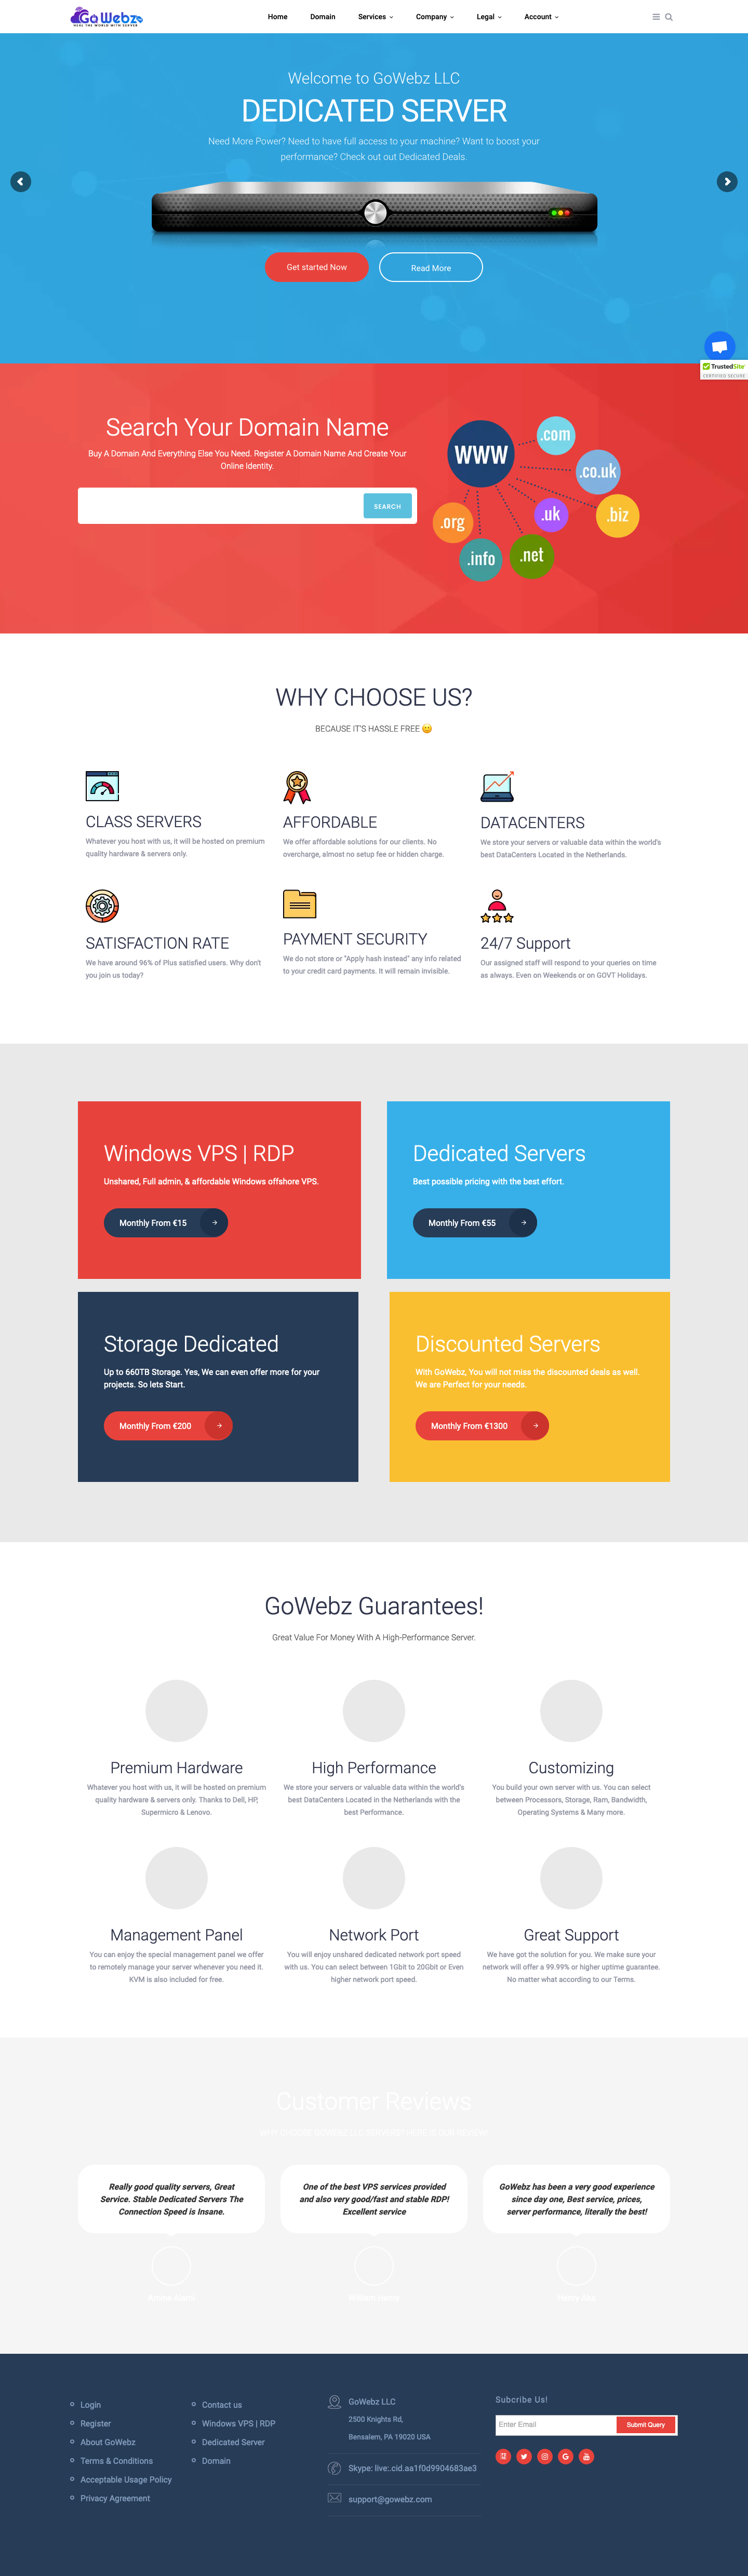 GoWebz
HEAL THE WORLD WITH SERVER
Home
Domain
Services
Company
Legal
Account
Welcome to GoWebz LLC
DEDICATED SERVER
Need More Power? Need to have full access to your machine? Want to boost your
performance? Check out out Dedicated Deals.
Get started Now
Read More
TrustedSite
CERTIFIED SECURE
Search Your Domain Name
Buy A Domain And Everything Else You Need. Register A Domain Name And Create Your
Online Identity.
SEARCH
www
.com
.co.uk
.org
.uk
.biz
.info
.net
WHY CHOOSE US?
BECAUSE IT'S HASSLE FREE 🙂
CLASS SERVERS
Whatever you host with us, it will be hosted on premium
quality hardware & servers only.
AFFORDABLE
We offer affordable solutions for our clients. No
overcharge, almost no setup fee or hidden charge.
DATACENTERS
We store your servers or valuable data within the world's
best DataCenters Located in the Netherlands.
SATISFACTION RATE
We have around 96% of Plus satisfied users. Why don't
you join us today?
PAYMENT SECURITY
We do not store or "Apply hash instead" any info related
to your credit card payments. It will remain invisible.
24/7 Support
Our assigned staff will respond to your queries on time
as always. Even on Weekends or on GOVT Holidays.
Windows VPS | RDP
Unshared, Full admin, & affordable Windows offshore VPS.
Monthly From €15
Dedicated Servers
Best possible pricing with the best effort.
Monthly From €55
Storage Dedicated
Up to 660TB Storage. Yes, We can even offer more for your
projects. So lets Start.
Monthly From €200
Discounted Servers
With GoWebz, You will not miss the discounted deals as well.
We are Perfect for your needs.
Monthly From €1300
GoWebz Guarantees!
Great Value For Money With A High-Performance Server.
Premium Hardware
Whatever you host with us, it will be hosted on premium
quality hardware & servers only. Thanks to Dell, HP,
Supermicro & Lenovo.
High Performance
We store your servers or valuable data within the world's
best DataCenters Located in the Netherlands with the
best Performance.
Customizing
You build your own server with us. You can select
between Processors, Storage, Ram, Bandwidth,
Operating Systems & Many more.
Management Panel
You can enjoy the special management panel we offer
to remotely manage your server whenever you need it.
KVM is also included for free.
Network Port
You will enjoy unshared dedicated network port speed
with us. You can select between 1Gbit to 20Gbit or Even
higher network port speed.
Great Support
We have got the solution for you. We make sure your
network will offer a 99.99% or higher uptime guarantee.
No matter what according to our Terms.
Customer Reviews
Really good quality servers, Great
Service. Stable Dedicated Servers The
Connection Speed is Insane.
One of the best VPS services provided
and also very good/fast and stable RDP!
Excellent service
GoWebz has been a very good experience
since day one, Best service, prices,
server performance, literally the best!
Login
Register
About GoWebz
Terms & Conditions
Acceptable Usage Policy
Privacy Agreement
Contact us
Windows VPS | RDP
Dedicated Server
Domain
GoWebz LLC
2500 Knights Rd,
Bensalem, PA 19020 USA
Skype: live:.cid.aa1f0d9904683ae3
support@gowebz.com
Subcribe Us!
Enter Email
Submit Query